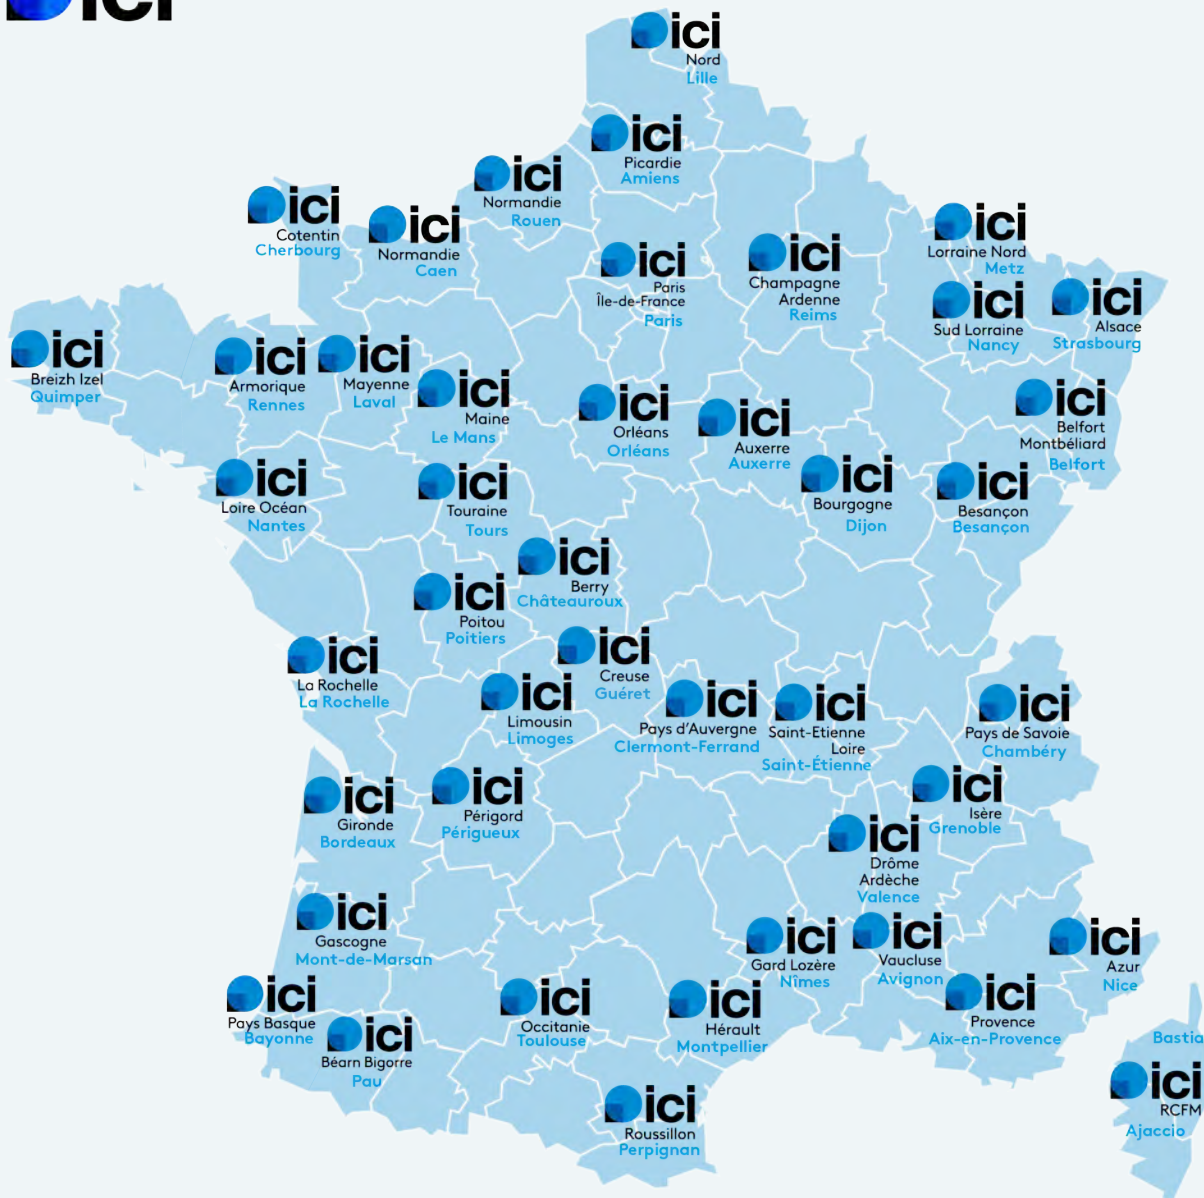 ici
ici
Nord
Lille
ici
Picardie
Amiens
ici
Normandie
Rouen
ici
Cotentin
Cherbourg
ici
Normandie
Caen
ici
Paris
Île-de-France
Paris
ici
Champagne
Ardenne
Reims
ici
Lorraine Nord
Metz
ici
Sud Lorraine
Nancy
ici
Alsace
Strasbourg
ici
Breizh Izel
Quimper
ici
Armorique
Rennes
ici
Mayenne
Laval
ici
Maine
Le Mans
ici
Orléans
Orléans
ici
Auxerre
Auxerre
ici
Belfort
Montbéliard
Belfort
ici
Loire Océan
Nantes
ici
Touraine
Tours
ici
Bourgogne
Dijon
ici
Besançon
Besançon
ici
Berry
Châteauroux
ici
Poitou
Poitiers
ici
La Rochelle
La Rochelle
ici
Creuse
Guéret
ici
Limousin
Limoges
ici
Pays d'Auvergne
Clermont-Ferrand
ici
Saint-Etienne
Loire
Saint-Étienne
ici
Pays de Savoie
Chambéry
ici
Gironde
Bordeaux
ici
Périgord
Périgueux
ici
Isère
Grenoble
ici
Drôme
Ardèche
Valence
ici
Gascogne
Mont-de-Marsan
ici
Gard Lozère
Nîmes
ici
Vaucluse
Avignon
ici
Azur
Nice
ici
Pays Basque
Bayonne
ici
Béarn Bigorre
Pau
ici
Occitanie
Toulouse
ici
Hérault
Montpellier
ici
Provence
Aix-en-Provence
Bastia
ici
RCFM
Ajaccio
ici
Roussillon
Perpignan